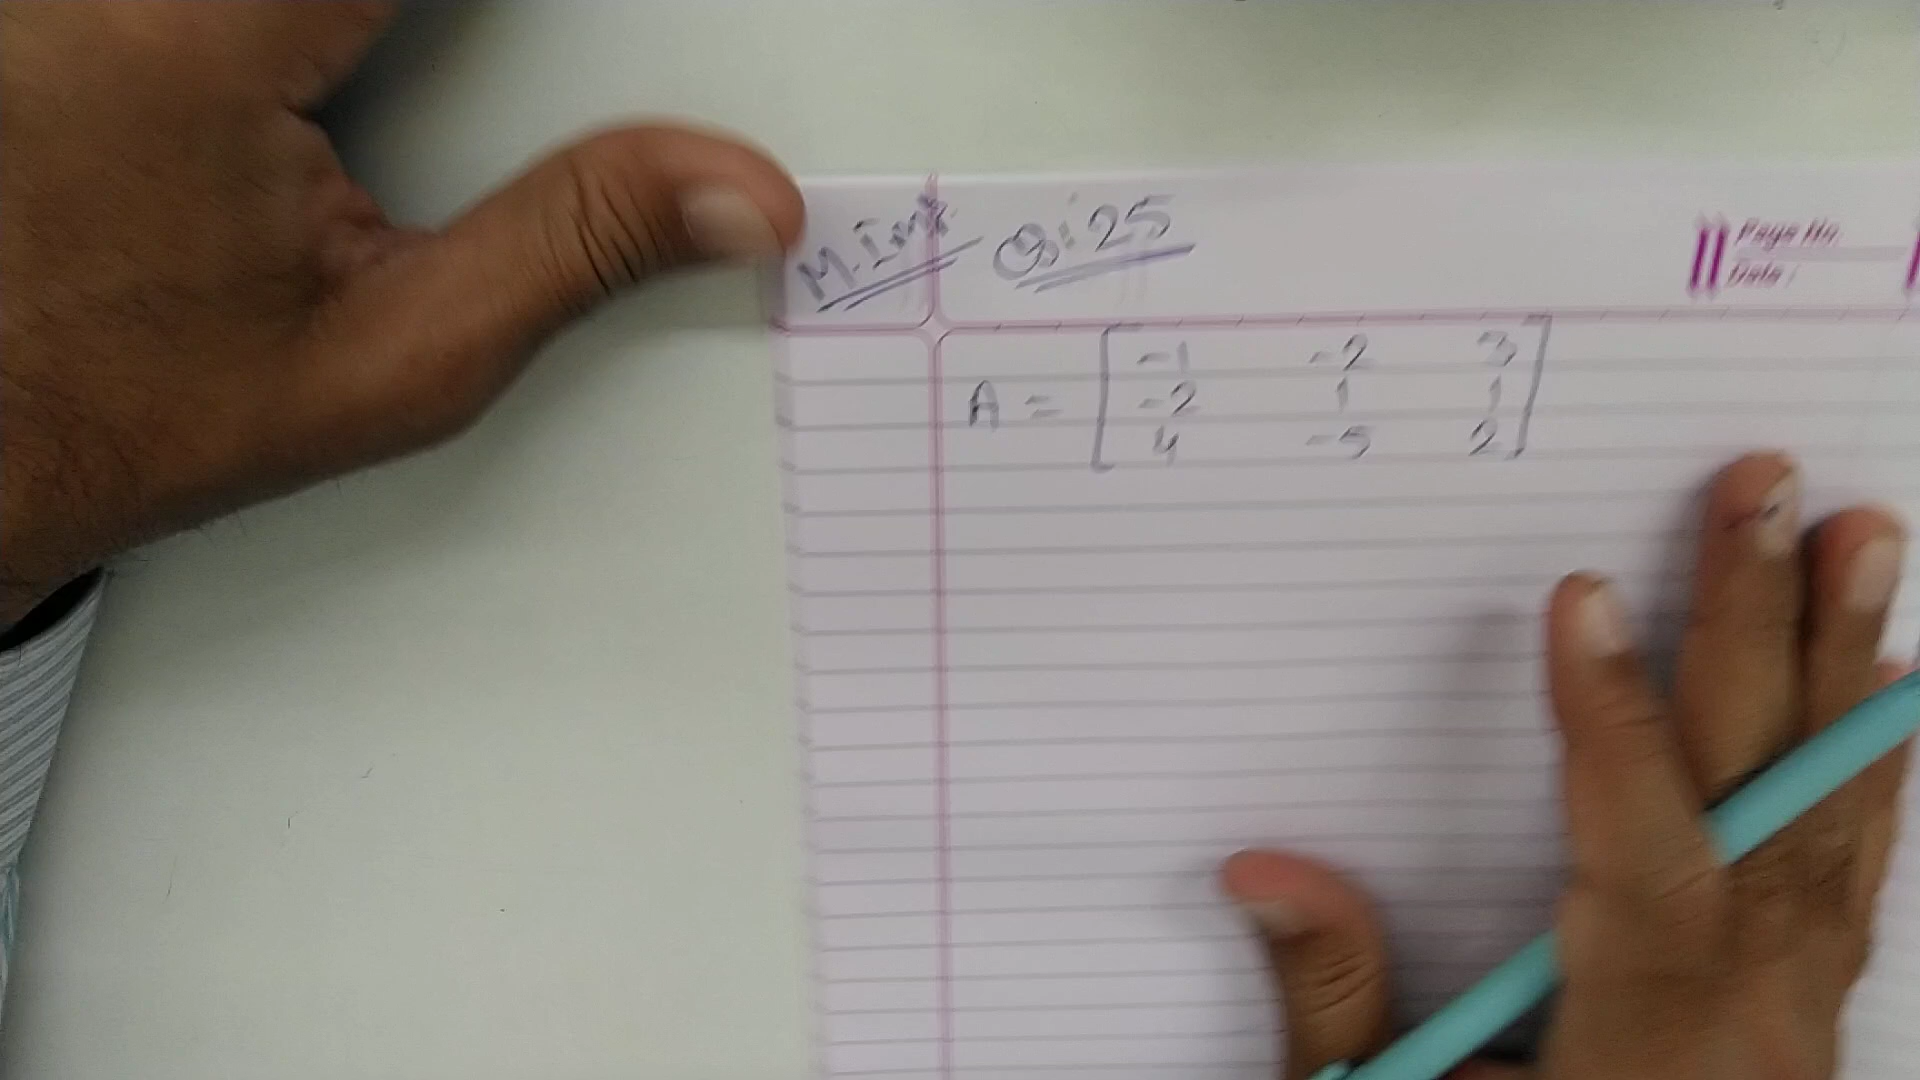 M.Imp. Q:25
Page No.
Date :
A = [ -1 -2 3
-2 1 1
4 -5 2 ]